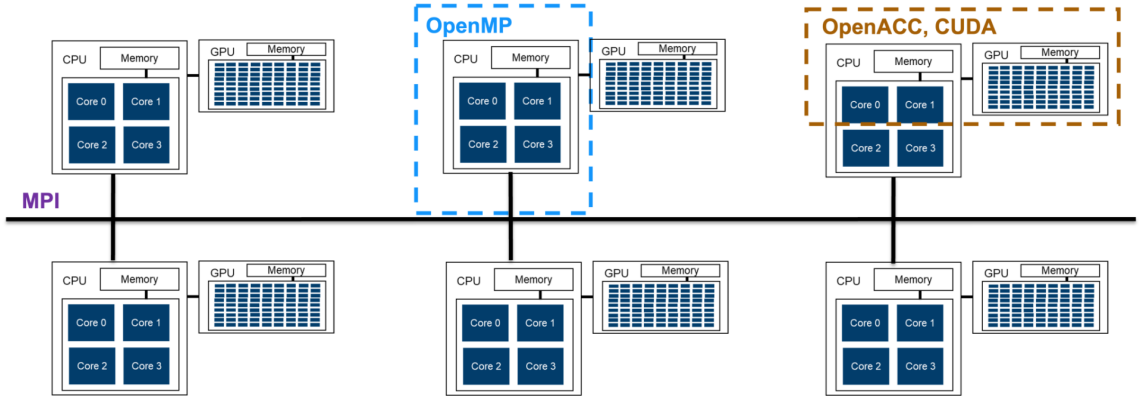 OpenMP
OpenACC, CUDA
CPU
Memory
GPU
Memory
Core 0
Core 1
Core 2
Core 3
CPU
Memory
GPU
Memory
Core 0
Core 1
Core 2
Core 3
CPU
Memory
GPU
Memory
Core 0
Core 1
Core 2
Core 3
MPI
CPU
Memory
GPU
Memory
Core 0
Core 1
Core 2
Core 3
CPU
Memory
GPU
Memory
Core 0
Core 1
Core 2
Core 3
CPU
Memory
GPU
Memory
Core 0
Core 1
Core 2
Core 3